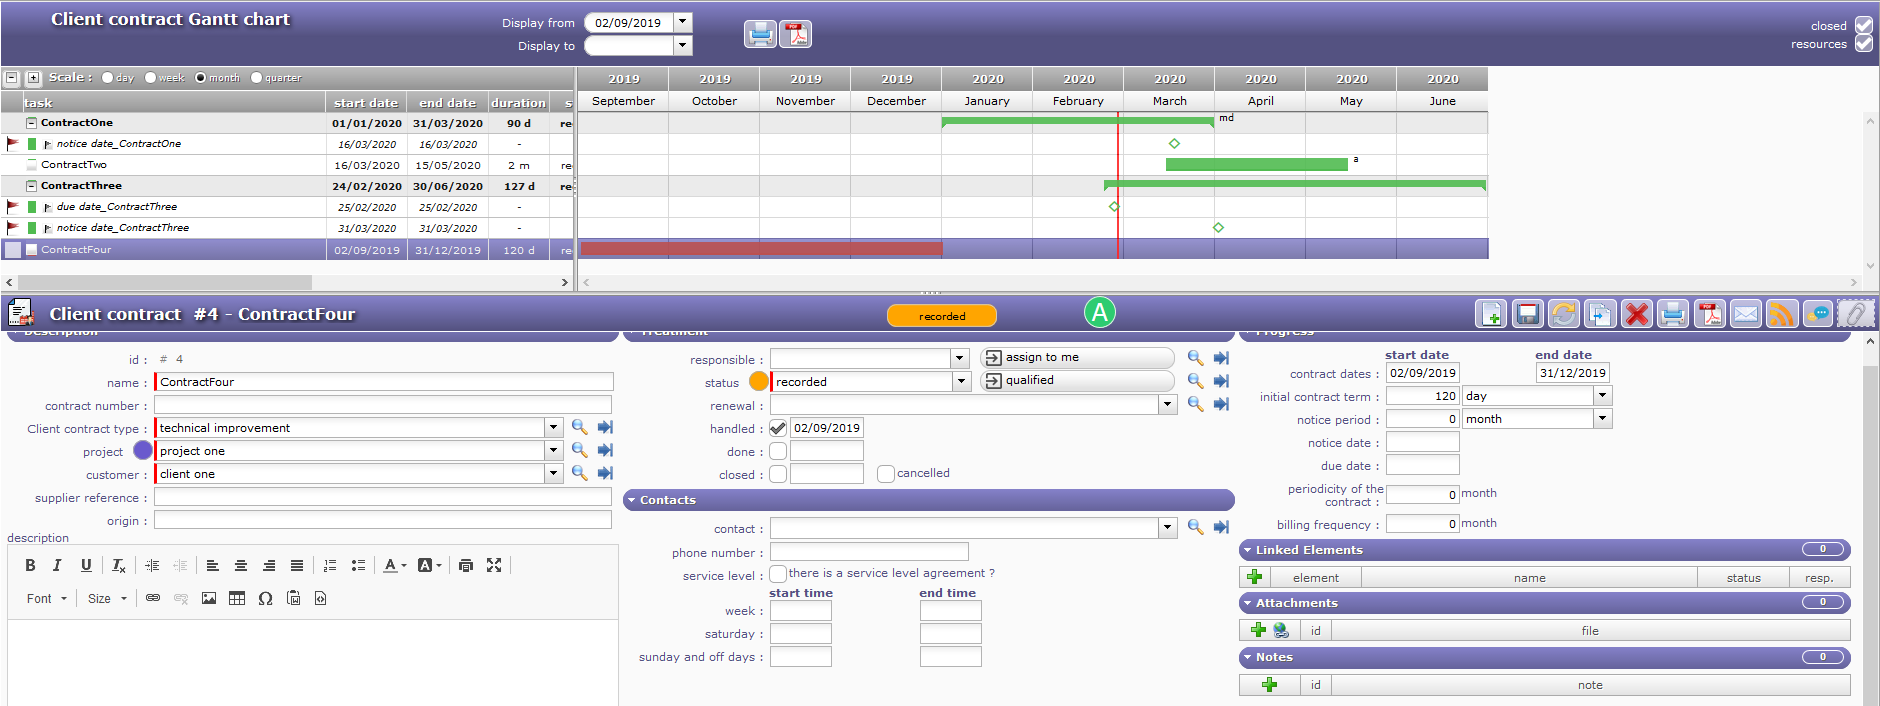 Client contract Gantt chart
Display from 02/09/2019
Display to
closed
resources
Scale : day week month quarter
2019 2019 2019 2019 2020 2020 2020 2020 2020 2020
task start date end date duration s
September October November December January February March April May June
ContractOne 01/01/2020 31/03/2020 90 d re
md
notice date_ContractOne 16/03/2020 16/03/2020 -
ContractTwo 16/03/2020 15/05/2020 2 m re
a
ContractThree 24/02/2020 30/06/2020 127 d re
due date_ContractThree 25/02/2020 25/02/2020 -
notice date_ContractThree 31/03/2020 31/03/2020 -
ContractFour 02/09/2019 31/12/2019 120 d re
Client contract #4 - ContractFour
recorded
A
PDF
Description
id : # 4
name : ContractFour
contract number :
Client contract type : technical improvement
project project one
customer : client one
supplier reference :
origin :
description
B I U Tx A A
Font Size
Treatment
responsible : assign to me
status recorded qualified
renewal :
handled : 02/09/2019
done :
closed : cancelled
Contacts
contact :
phone number :
service level : there is a service level agreement ?
start time end time
week :
saturday :
sunday and off days :
Progress
start date end date
contract dates : 02/09/2019 31/12/2019
initial contract term : 120 day
notice period : 0 month
notice date :
due date :
periodicity of the
contract : 0 month
billing frequency : 0 month
Linked Elements 0
element name status resp.
Attachments 0
id file
Notes 0
id note